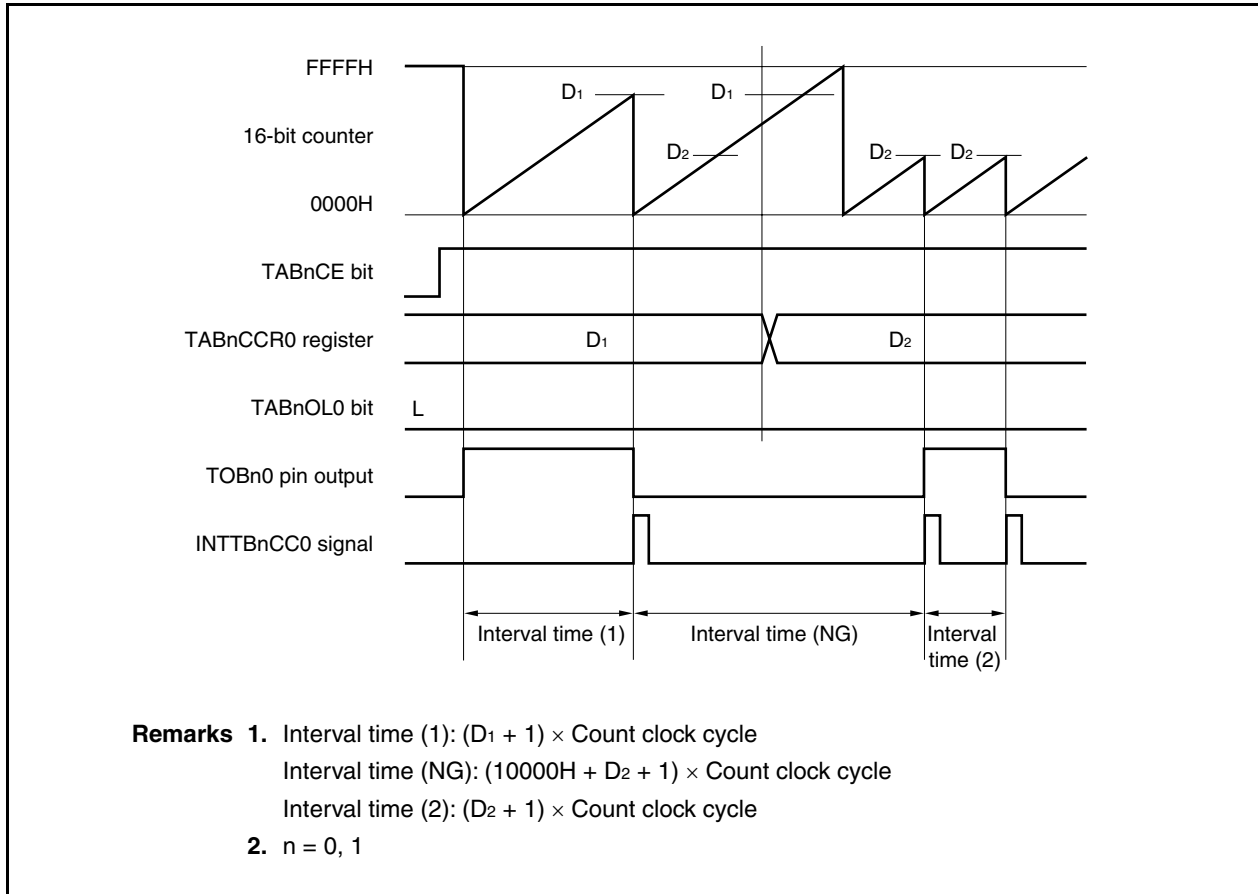 FFFFH
D1
D1
16-bit counter
D2
D2
D2
0000H
TABnCE bit
TABnCCR0 register
D1
D2
TABnOL0 bit
L
TOBn0 pin output
INTTBnCC0 signal
Interval time (1)
Interval time (NG)
Interval
time (2)
Remarks 1. Interval time (1): (D1 + 1) × Count clock cycle
Interval time (NG): (10000H + D2 + 1) × Count clock cycle
Interval time (2): (D2 + 1) × Count clock cycle
2. n = 0, 1